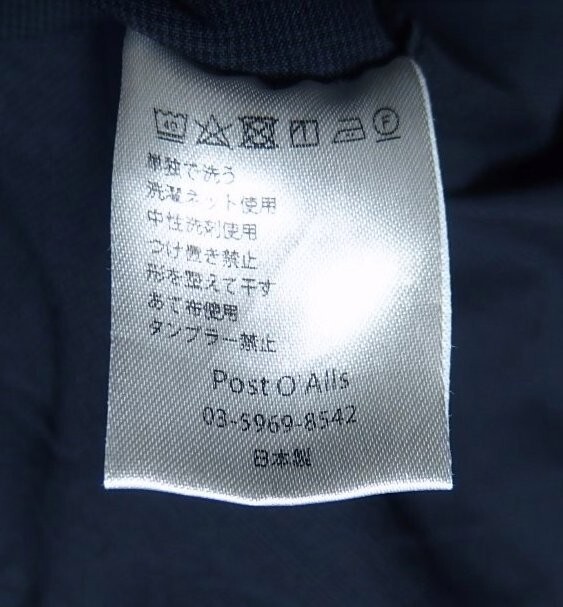 40 F
単独で洗う
洗濯ネット使用
中性洗剤使用
つけ置き禁止
形を整えて干す
あて布使用
タンブラー禁止
Post O'Alls
03-5969-8542
日本製